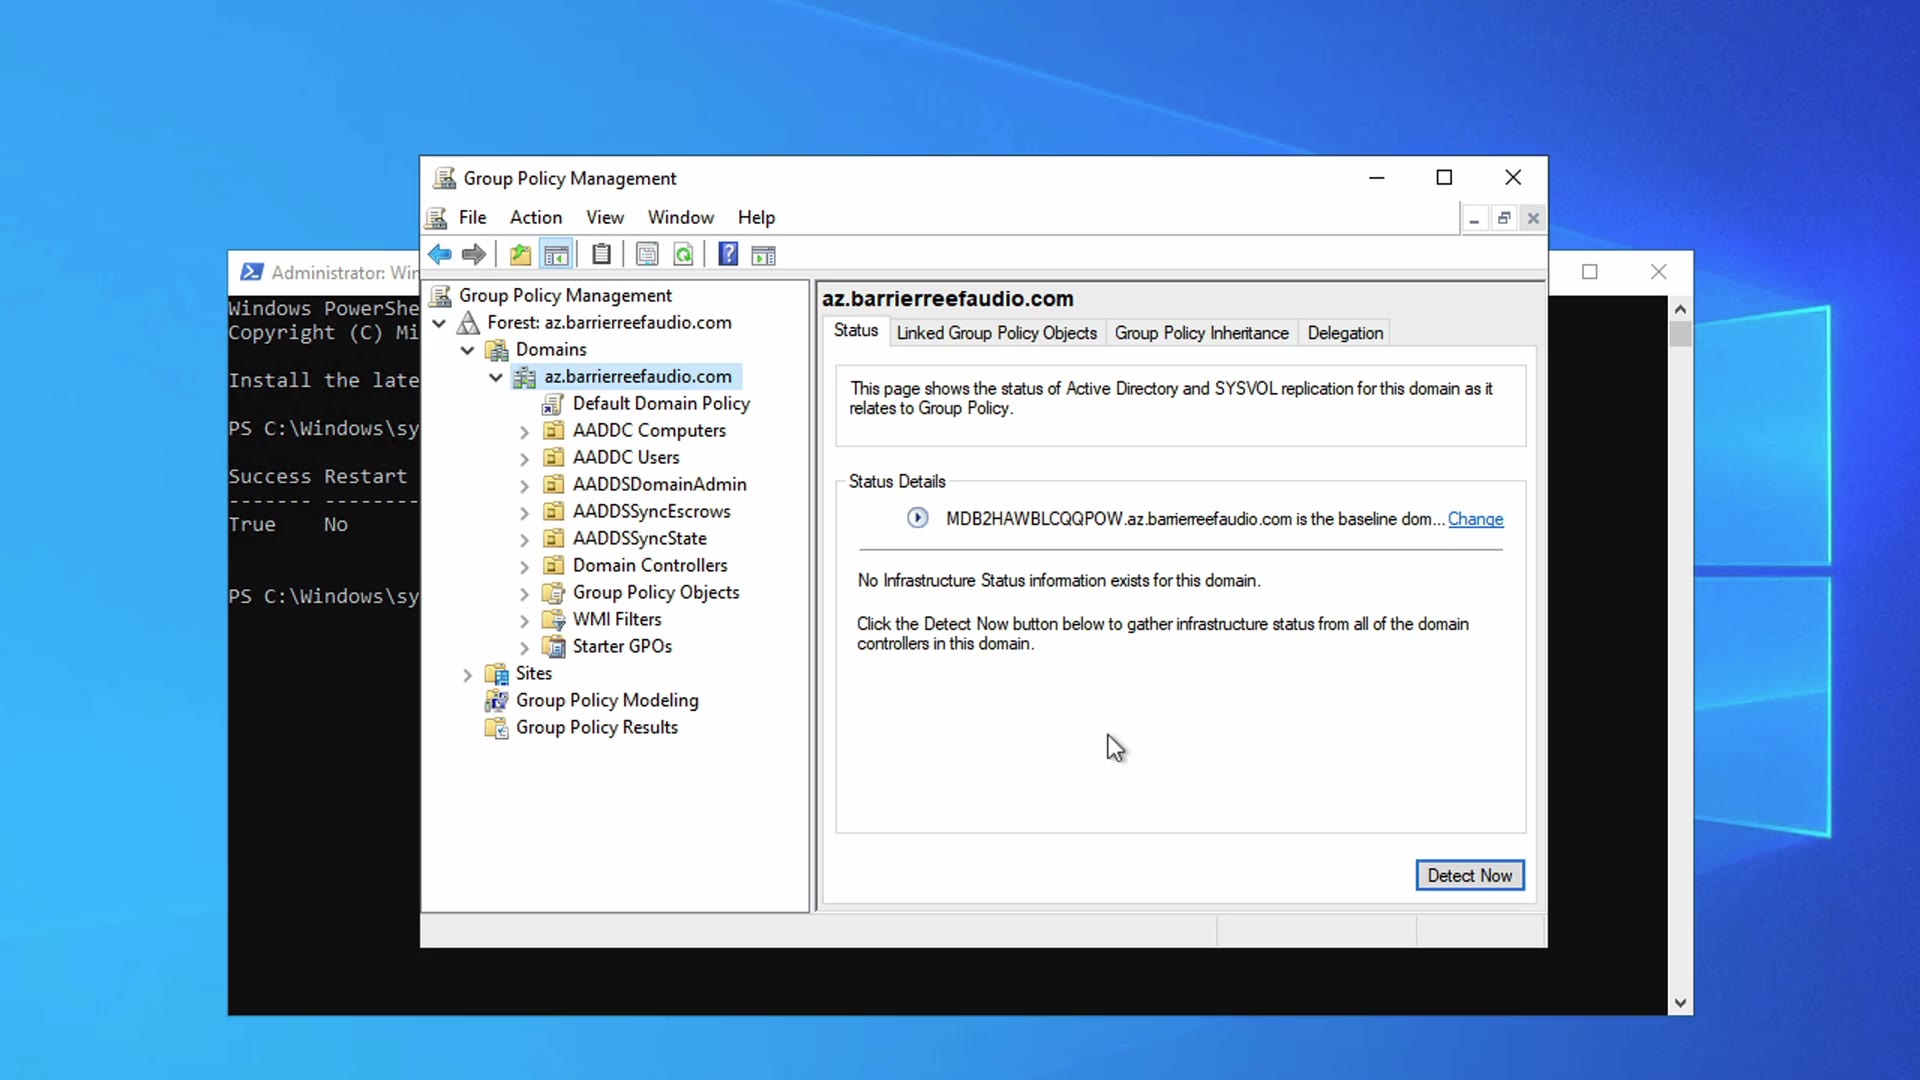 Group Policy Management
File Action View Window Help
Administrator: Win
Windows PowerShe
Copyright (C) Mi
Install the late
PS C:\Windows\sy
Success Restart
------- --------
True No
PS C:\Windows\sy
Group Policy Management
Forest: az.barrierreefaudio.com
Domains
az.barrierreefaudio.com
Default Domain Policy
AADDC Computers
AADDC Users
AADDSDomainAdmin
AADDSSyncEscrows
AADDSSyncState
Domain Controllers
Group Policy Objects
WMI Filters
Starter GPOs
Sites
Group Policy Modeling
Group Policy Results
az.barrierreefaudio.com
Status Linked Group Policy Objects Group Policy Inheritance Delegation
This page shows the status of Active Directory and SYSVOL replication for this domain as it
relates to Group Policy.
Status Details
MDB2HAWBLCQQPOW.az.barrierreefaudio.com is the baseline dom... Change
No Infrastructure Status information exists for this domain.
Click the Detect Now button below to gather infrastructure status from all of the domain
controllers in this domain.
Detect Now